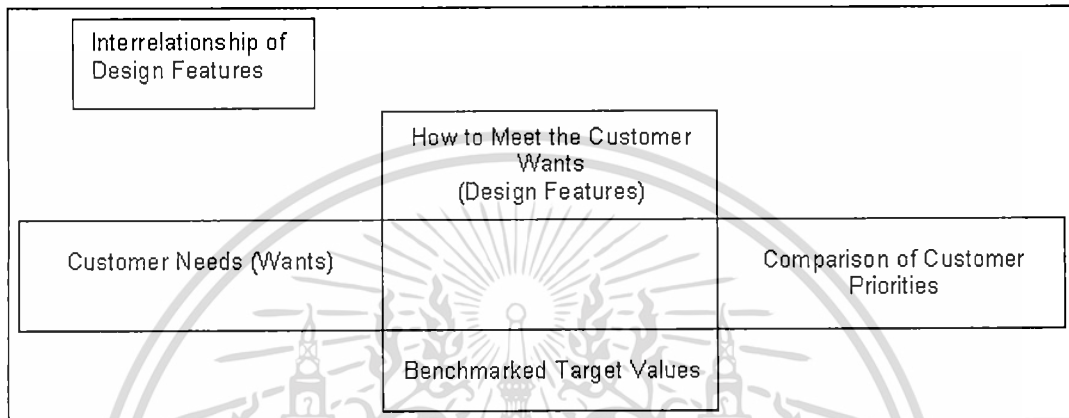 Interrelationship of
Design Features
How to Meet the Customer
Wants
(Design Features)
Customer Needs (Wants)
Comparison of Customer
Priorities
Benchmarked Target Values